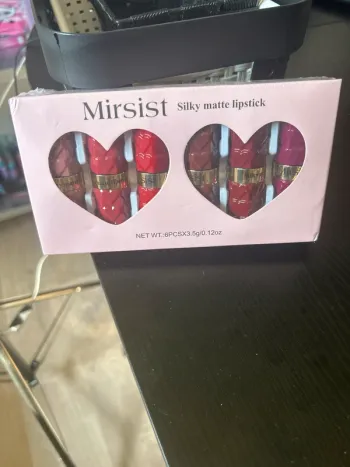 Mirsist Silky matte lipstick
NET WT.:6PCSX3.5g/0.12oz